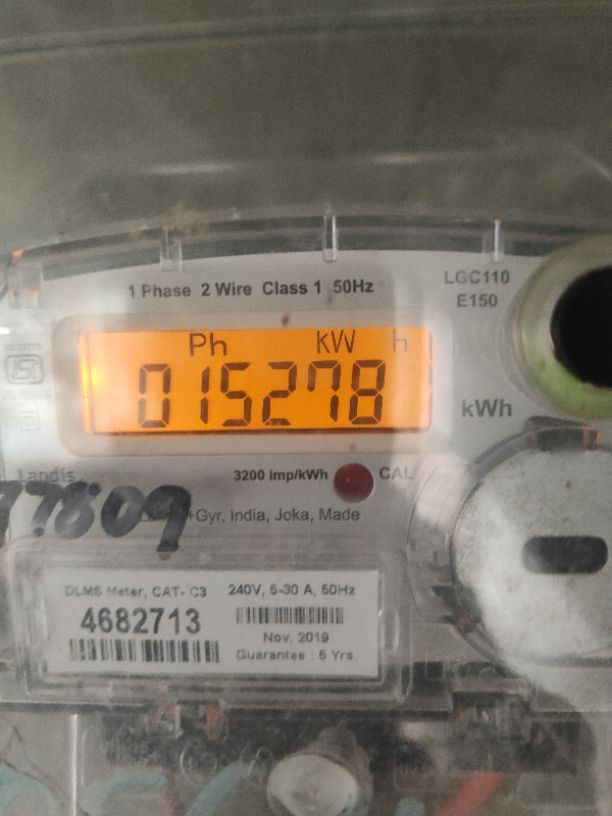 1 Phase 2 Wire Class 1 50Hz
LGC110
E150
Ph kW h
015278
kWh
3200 imp/kWh
CAL
Landis
77809
+Gyr, India, Joka, Made
DLMS Meter, CAT- C3
240V, 5-30 A, 50Hz
4682713
Nov, 2019
Guarantee : 5 Yrs.